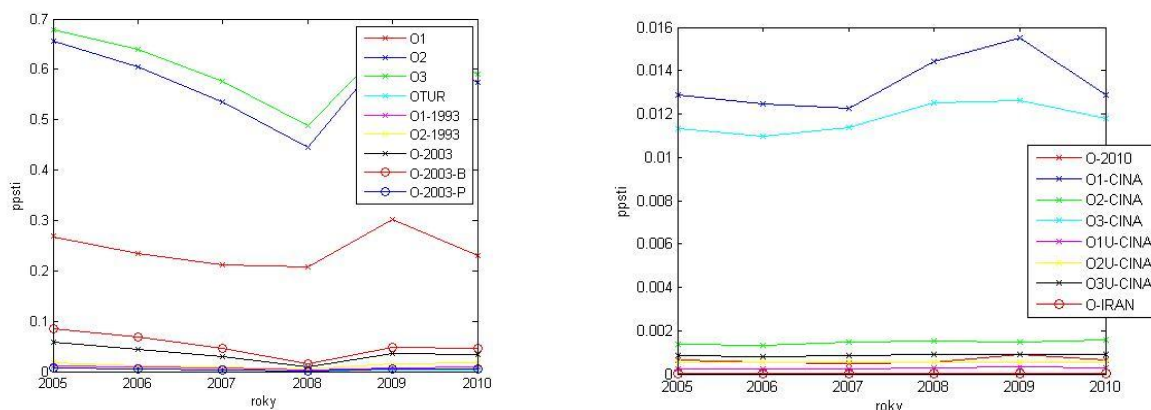 0.7
0.6
0.5
0.4
0.3
0.2
0.1
0
ppsti
2005
2006
2007
2008
2009
2010
roky
O1
O2
O3
OTUR
O1-1993
O2-1993
O-2003
O-2003-B
O-2003-P
0.016
0.014
0.012
0.01
0.008
0.006
0.004
0.002
0
ppsti
2005
2006
2007
2008
2009
2010
roky
O-2010
O1-CINA
O2-CINA
O3-CINA
O1U-CINA
O2U-CINA
O3U-CINA
O-IRAN